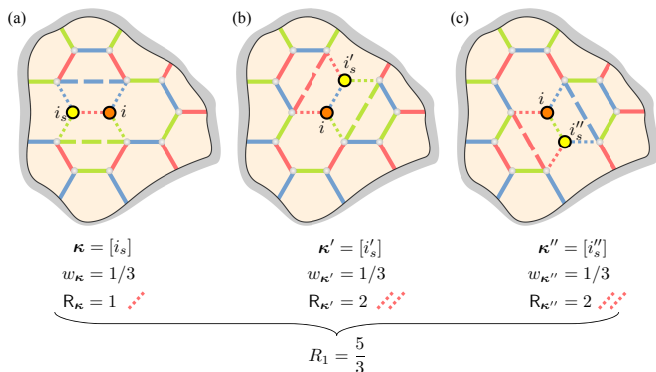 (a) (b) (c)
i_s i
i'_s i
i i''_s
κ = [i_s] κ' = [i'_s] κ'' = [i''_s]
w_κ = 1/3 w_κ' = 1/3 w_κ'' = 1/3
R_κ = 1 R_κ' = 2 R_κ'' = 2
R_1 = 5/3